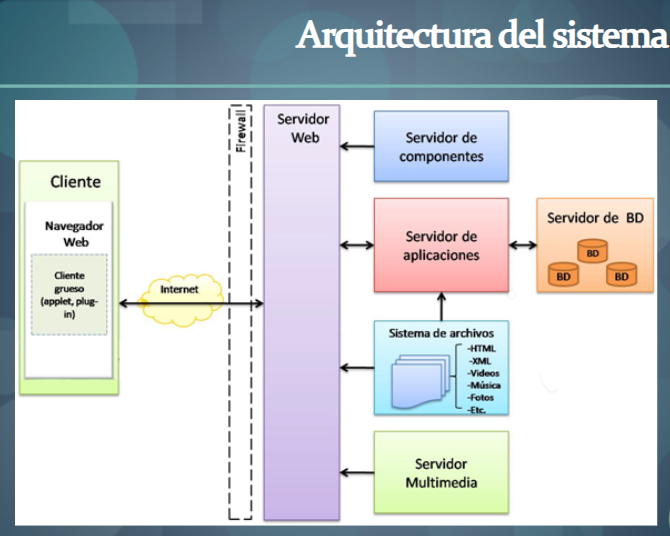 Arquitectura del sistema
Cliente
Navegador
Web
Cliente
grueso
(applet, plug-
in)
Internet
Firewall
Servidor
Web
Servidor de
componentes
Servidor de
aplicaciones
Servidor de BD
BD
BD
BD
Sistema de archivos
-HTML
-XML
-Videos
-Música
-Fotos
-Etc.
Servidor
Multimedia